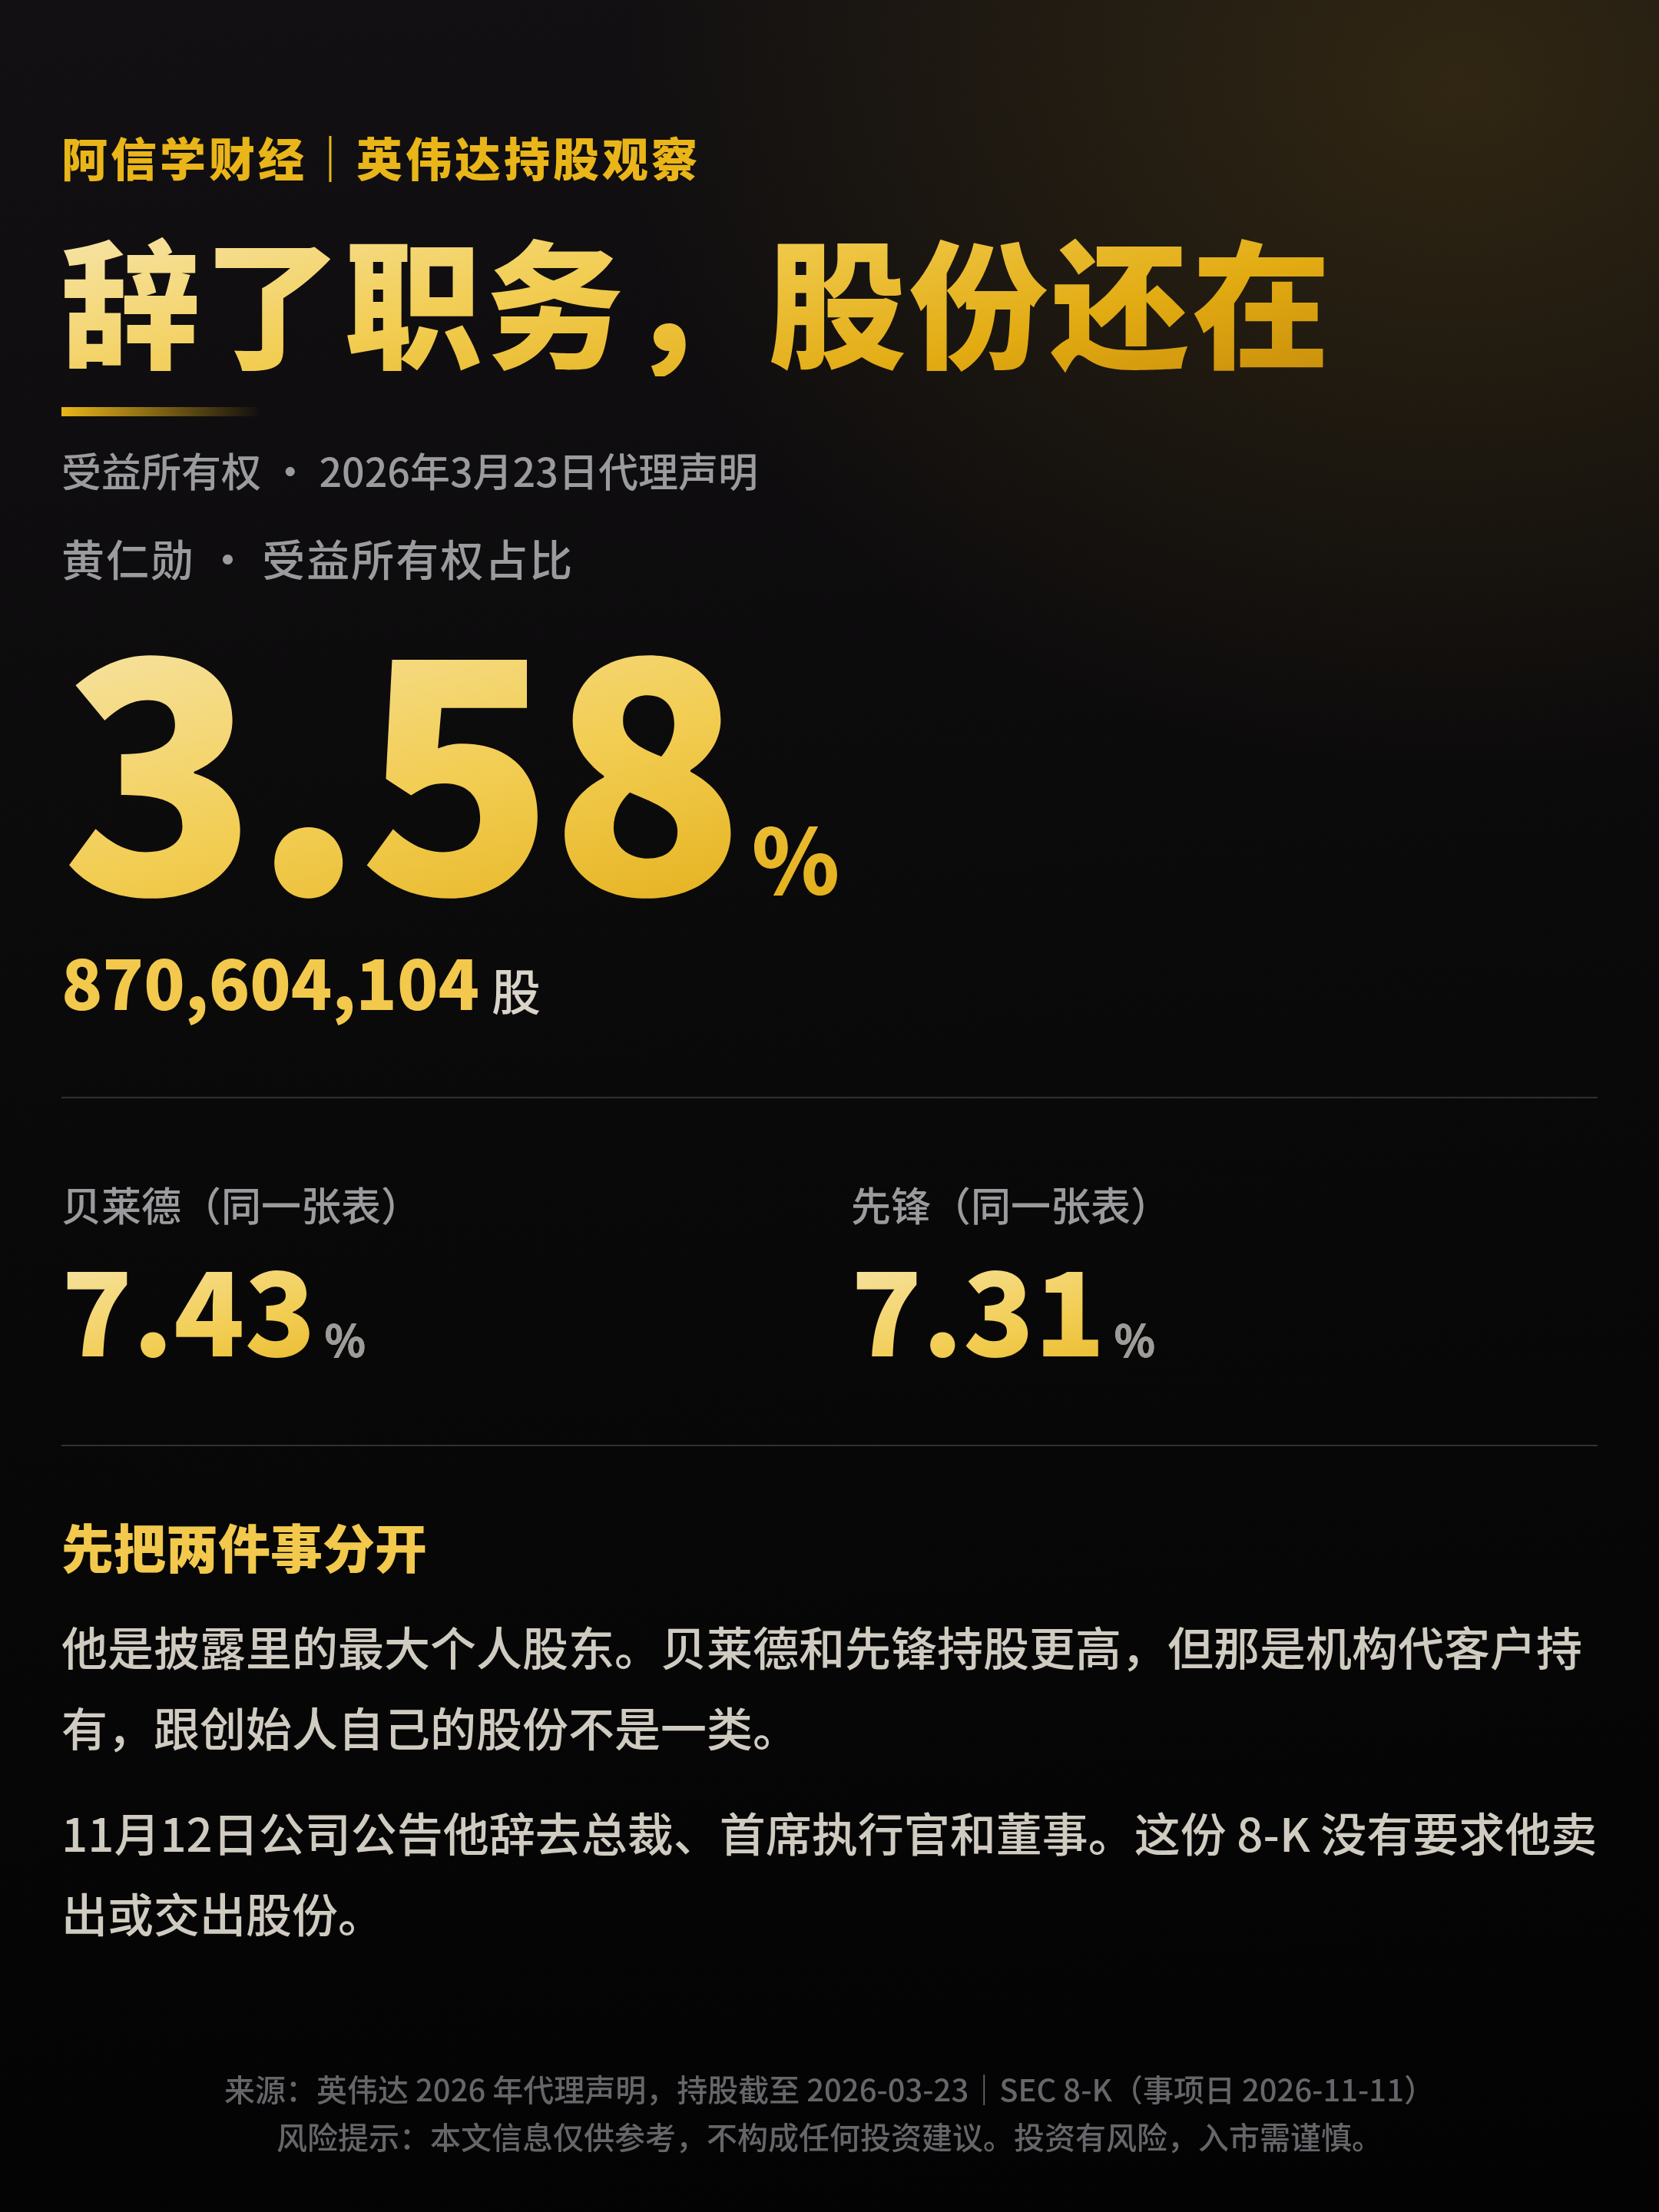 阿信学财经｜英伟达持股观察
辞了职务，股份还在
受益所有权 · 2026年3月23日代理声明
黄仁勋 · 受益所有权占比
3.58%
870,604,104 股
贝莱德（同一张表）
7.43%
先锋（同一张表）
7.31%
先把两件事分开
他是披露里的最大个人股东。贝莱德和先锋持股更高，但那是机构代客户持
有，跟创始人自己的股份不是一类。
11月12日公司公告他辞去总裁、首席执行官和董事。这份 8-K 没有要求他卖
出或交出股份。
来源：英伟达 2026 年代理声明，持股截至 2026-03-23｜SEC 8-K（事项日 2026-11-11）
风险提示：本文信息仅供参考，不构成任何投资建议。投资有风险，入市需谨慎。